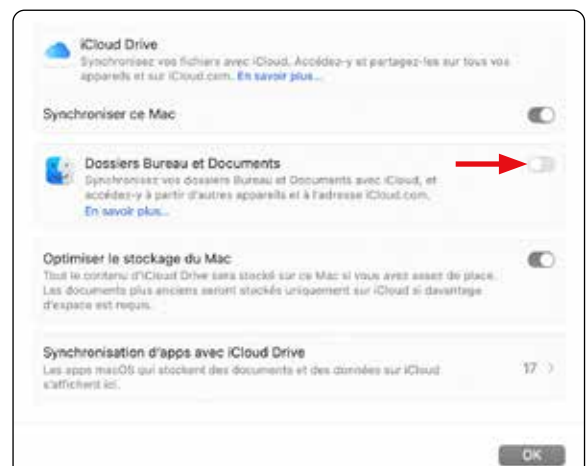 iCloud Drive
Synchronisez vos fichiers avec iCloud. Accédez-y et partagez-les sur tous vos
appareils et sur iCloud.com. En savoir plus...
Synchroniser ce Mac
Dossiers Bureau et Documents
Synchronisez vos dossiers Bureau et Documents avec iCloud, et
accédez-y à partir d'autres appareils et à l'adresse iCloud.com.
En savoir plus...
Optimiser le stockage du Mac
Tout le contenu d'iCloud Drive sera stocké sur ce Mac si vous avez assez de place.
Les documents plus anciens seront stockés uniquement sur iCloud si davantage
d'espace est requis.
Synchronisation d'apps avec iCloud Drive
Les apps macOS qui stockent des documents et des données sur iCloud
s'affichent ici.
17 >
OK